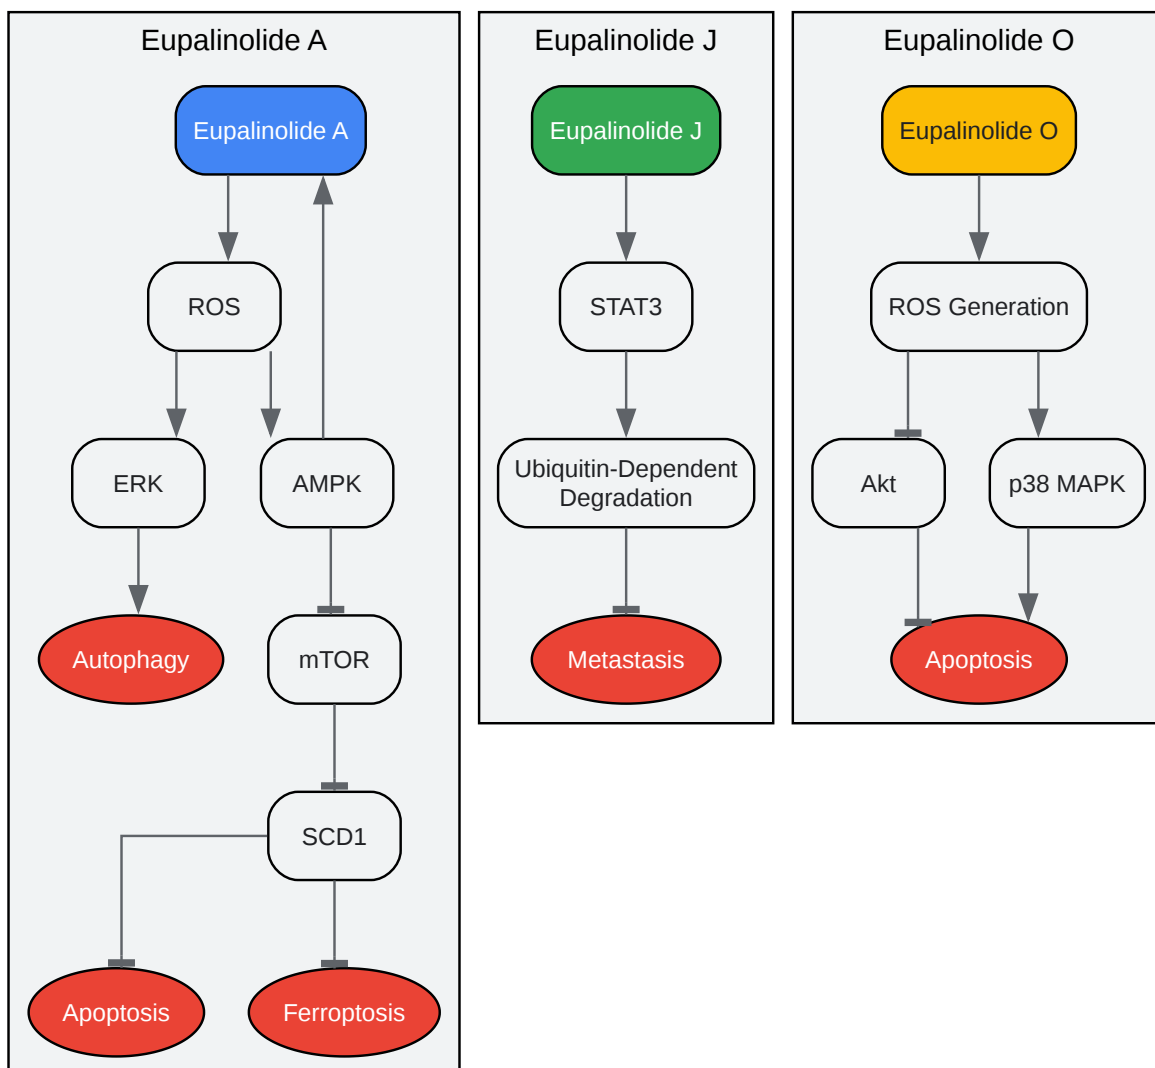 Eupalinolide A
Eupalinolide A
ROS
ERK
AMPK
Autophagy
mTOR
SCD1
Apoptosis
Ferroptosis
Eupalinolide J
Eupalinolide J
STAT3
Ubiquitin-Dependent
Degradation
Metastasis
Eupalinolide O
Eupalinolide O
ROS Generation
Akt
p38 MAPK
Apoptosis